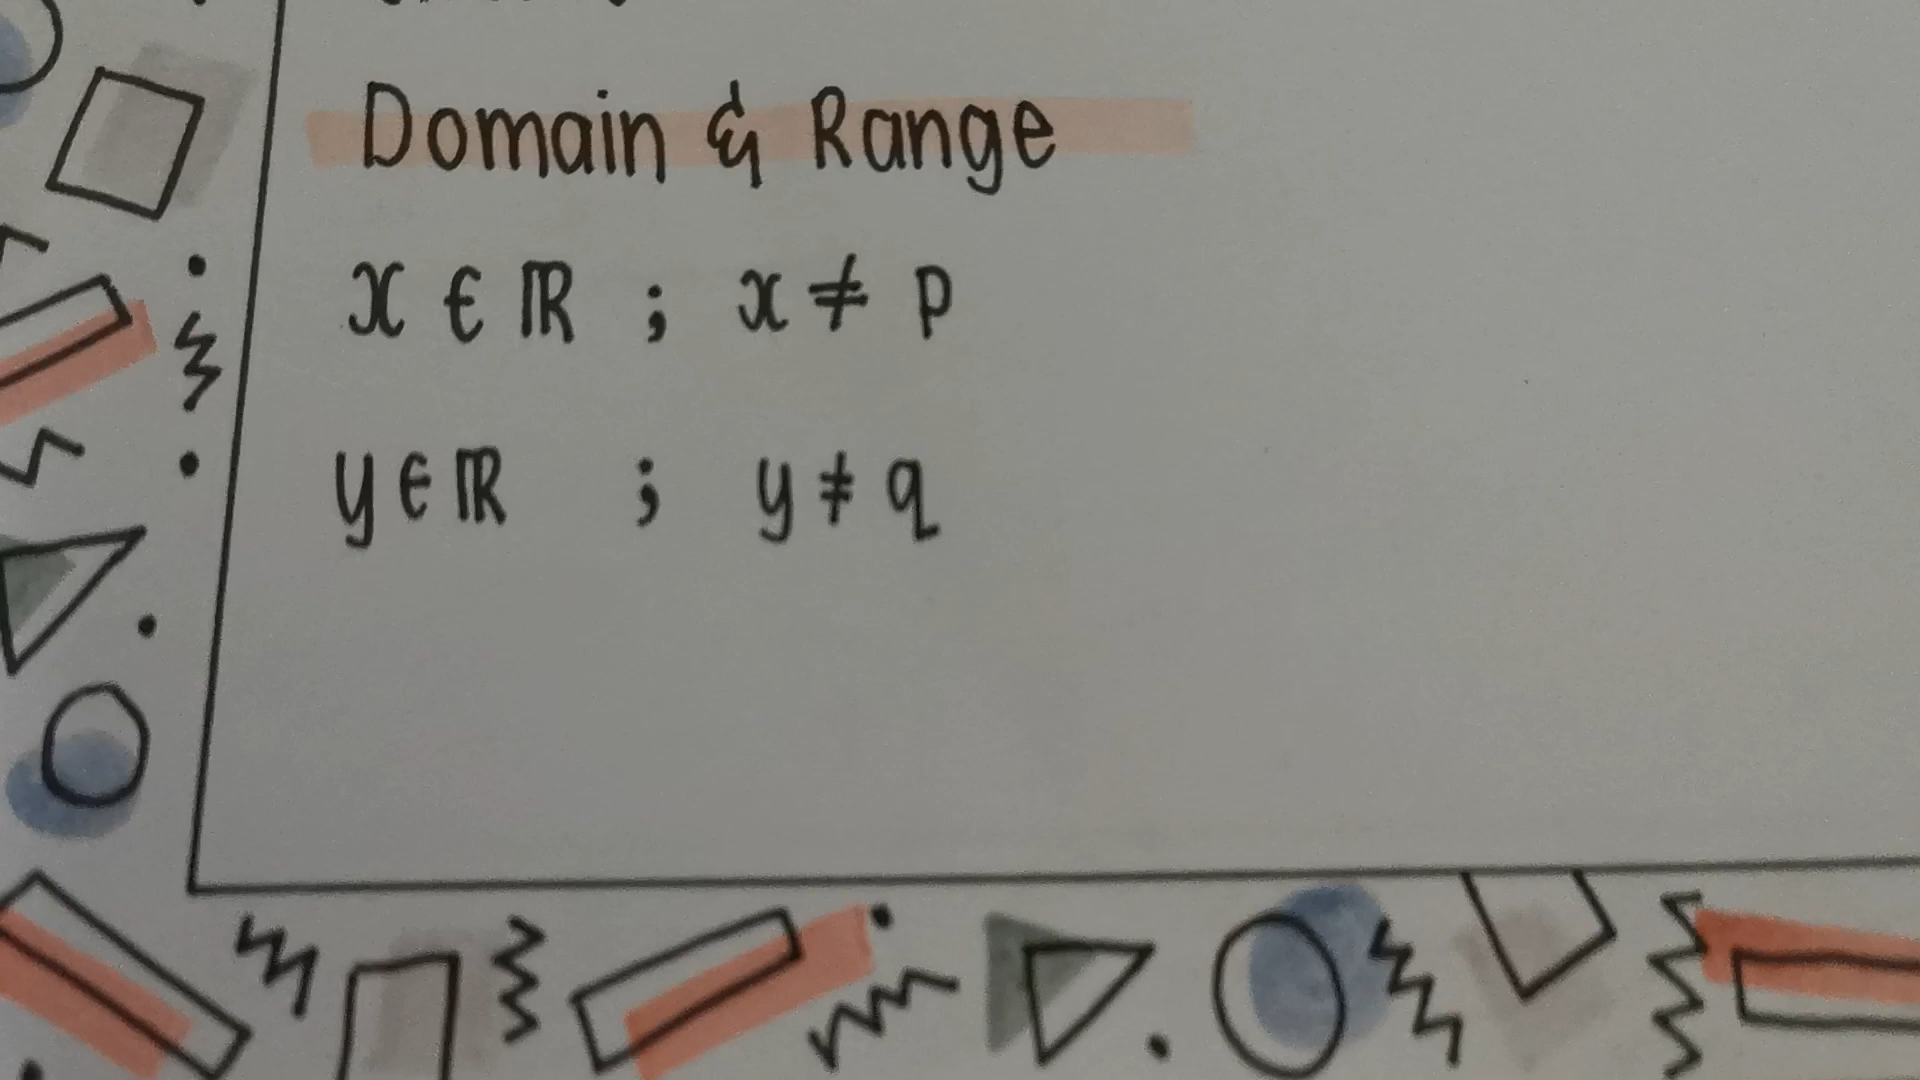 Domain & Range
x ∈ ℝ ; x ≠ p
y ∈ ℝ ; y ≠ q